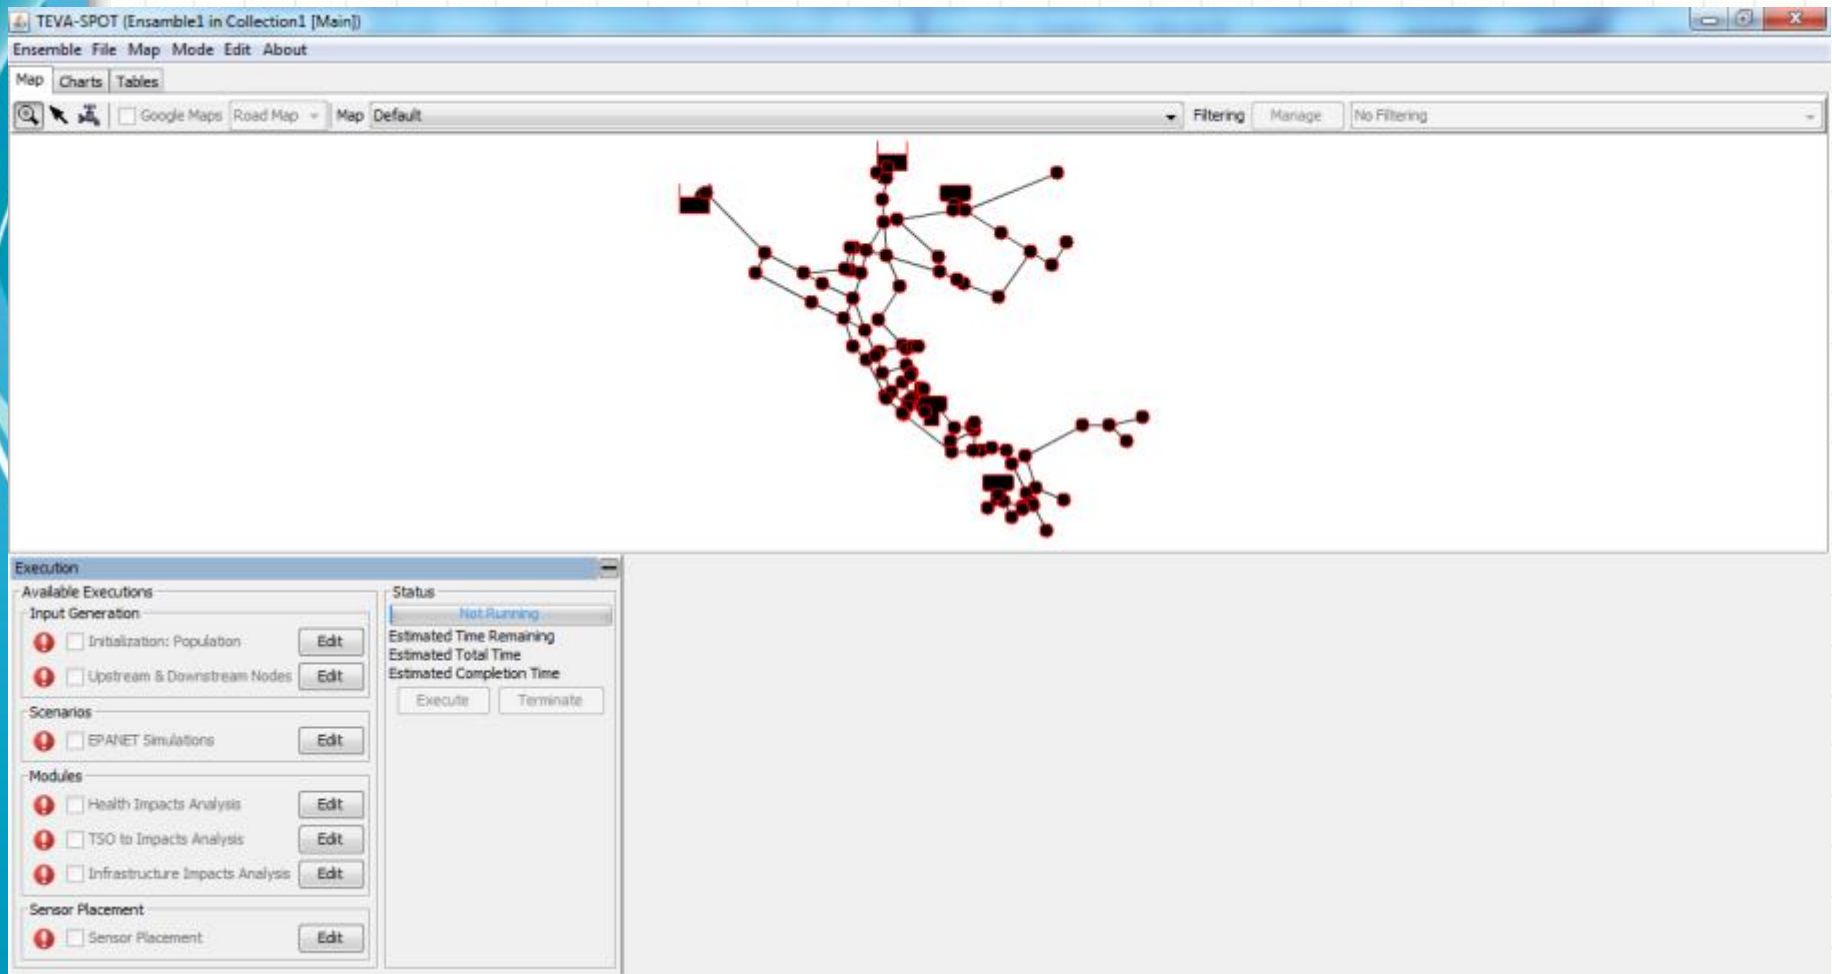 TEVA-SPOT (Ensamble1 in Collection1 [Main])
Ensemble File Map Mode Edit About
Map Charts Tables
Google Maps Road Map Map Default Filtering Manage No Filtering
Execution
Available Executions
Input Generation
Initialization: Population Edit
Upstream & Downstream Nodes Edit
Scenarios
EPANET Simulations Edit
Modules
Health Impacts Analysis Edit
TSO to Impacts Analysis Edit
Infrastructure Impacts Analysis Edit
Sensor Placement
Sensor Placement Edit
Status
Not Running
Estimated Time Remaining
Estimated Total Time
Estimated Completion Time
Execute Terminate